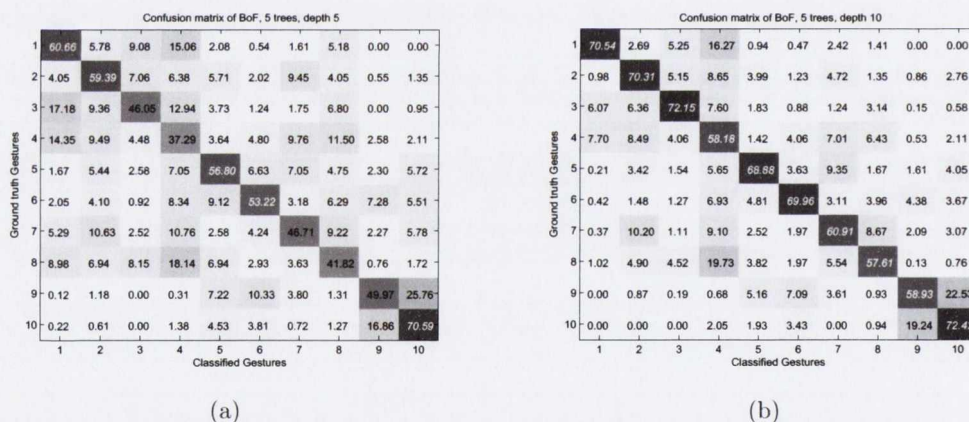 Confusion matrix of BoF, 5 trees, depth 5
1 60.66 5.78 9.08 15.06 2.08 0.54 1.61 5.18 0.00 0.00
2 4.05 59.39 7.06 6.38 5.71 2.02 9.45 4.05 0.55 1.35
3 17.18 9.36 46.05 12.94 3.73 1.24 1.75 6.80 0.00 0.95
4 14.35 9.49 4.48 37.29 3.64 4.80 9.76 11.50 2.58 2.11
5 1.67 5.44 2.58 7.05 56.80 6.63 7.05 4.75 2.30 5.72
6 2.05 4.10 0.92 8.34 9.12 53.22 3.18 6.29 7.28 5.51
7 5.29 10.63 2.52 10.76 2.58 4.24 46.71 9.22 2.27 5.78
8 8.98 6.94 8.15 18.14 6.94 2.93 3.63 41.82 0.76 1.72
9 0.12 1.18 0.00 0.31 7.22 10.33 3.80 1.31 49.97 25.76
10 0.22 0.61 0.00 1.38 4.53 3.81 0.72 1.27 16.86 70.59
1 2 3 4 5 6 7 8 9 10
Classified Gestures
Ground truth Gestures
(a)
Confusion matrix of BoF, 5 trees, depth 10
1 70.54 2.69 5.25 16.27 0.94 0.47 2.42 1.41 0.00 0.00
2 0.98 70.31 5.15 8.65 3.99 1.23 4.72 1.35 0.86 2.76
3 6.07 6.36 72.15 7.60 1.83 0.88 1.24 3.14 0.15 0.58
4 7.70 8.49 4.06 58.16 1.42 4.06 7.01 6.43 0.53 2.11
5 0.21 3.42 1.54 5.65 68.88 3.63 9.35 1.67 1.61 4.05
6 0.42 1.48 1.27 6.93 4.81 69.96 3.11 3.96 4.38 3.67
7 0.37 10.20 1.11 9.10 2.52 1.97 60.91 8.67 2.09 3.07
8 1.02 4.90 4.52 19.73 3.82 1.97 5.54 57.61 0.13 0.76
9 0.00 0.87 0.19 0.68 5.16 7.09 3.61 0.93 58.93 22.53
10 0.00 0.00 0.00 2.05 1.93 3.43 0.00 0.94 19.24
1 2 3 4 5 6 7 8 9 10
Classified Gestures
Ground truth Gestures
(b)